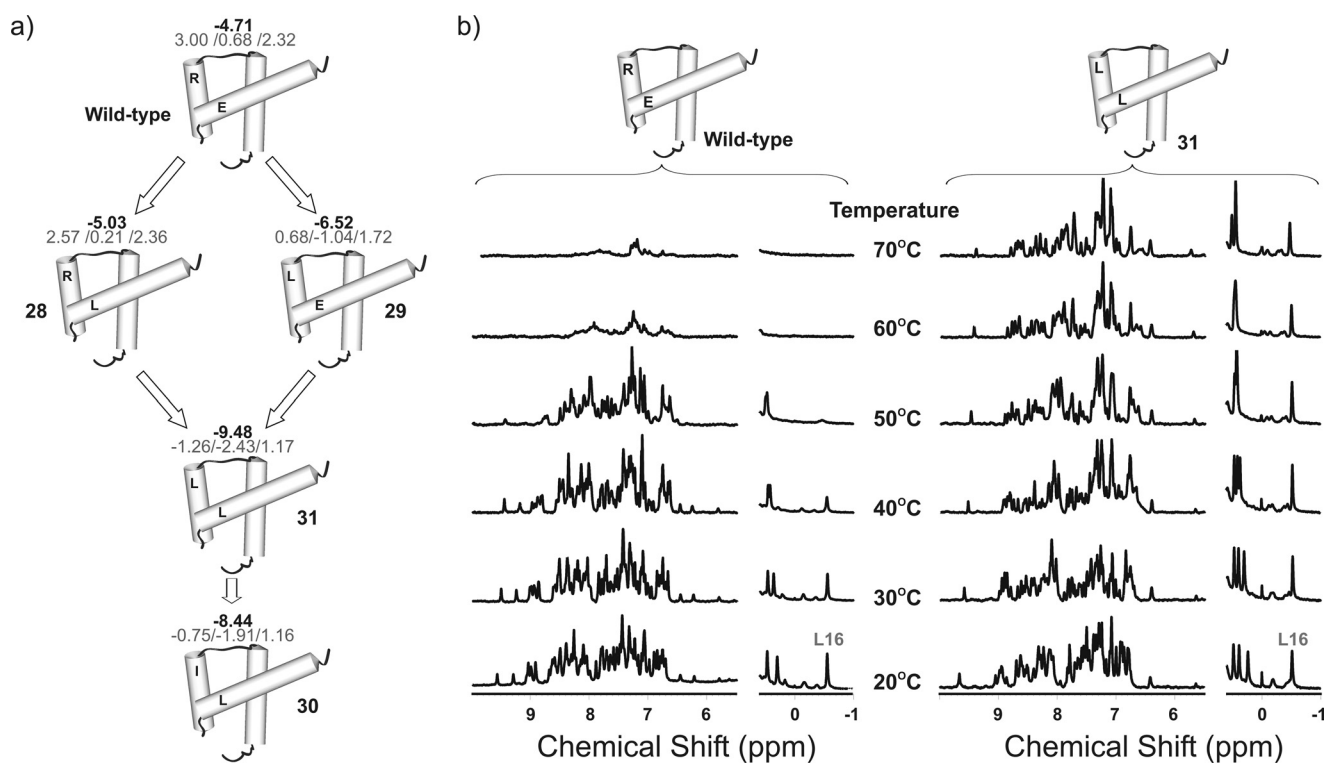 a)
-4.71
3.00 /0.68 /2.32
R
E
Wild-type
-5.03
2.57 /0.21 /2.36
R
L
28
-6.52
0.68/-1.04/1.72
L
E
29
-9.48
-1.26/-2.43/1.17
L
L
31
-8.44
-0.75/-1.91/1.16
I
L
30
b)
R
E
Wild-type
L
L
31
Temperature
70°C
60°C
50°C
40°C
30°C
L16
20°C
L16
9 8 7 6 0 -1
9 8 7 6 0 -1
Chemical Shift (ppm)
Chemical Shift (ppm)